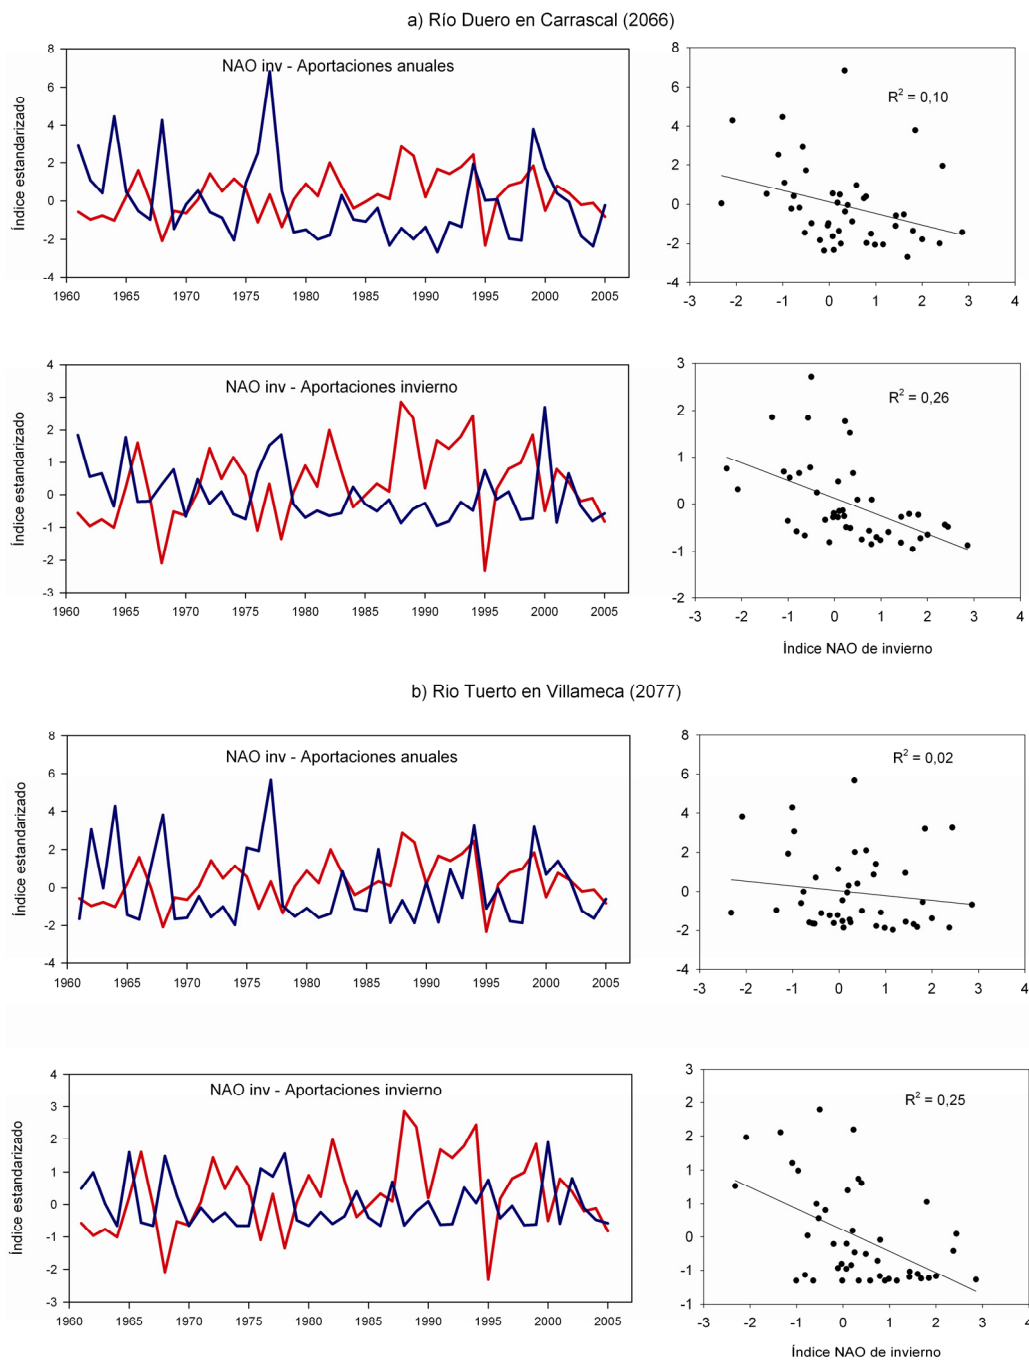 a) Río Duero en Carrascal (2066)
NAO inv - Aportaciones anuales
Índice estandarizado
8
6
4
2
0
-2
-4
1960 1965 1970 1975 1980 1985 1990 1995 2000 2005
R² = 0,10
8
6
4
2
0
-2
-4
-3 -2 -1 0 1 2 3 4
NAO inv - Aportaciones invierno
Índice estandarizado
4
3
2
1
0
-1
-2
-3
1960 1965 1970 1975 1980 1985 1990 1995 2000 2005
R² = 0,26
3
2
1
0
-1
-2
-3 -2 -1 0 1 2 3 4
Índice NAO de invierno
b) Rio Tuerto en Villameca (2077)
NAO inv - Aportaciones anuales
Índice estandarizado
8
6
4
2
0
-2
-4
1960 1965 1970 1975 1980 1985 1990 1995 2000 2005
R² = 0,02
8
6
4
2
0
-2
-4
-3 -2 -1 0 1 2 3 4
NAO inv - Aportaciones invierno
Índice estandarizado
4
3
2
1
0
-1
-2
-3
1960 1965 1970 1975 1980 1985 1990 1995 2000 2005
R² = 0,25
3
2
2
1
1
0
-1
-1
-3 -2 -1 0 1 2 3 4
Índice NAO de invierno